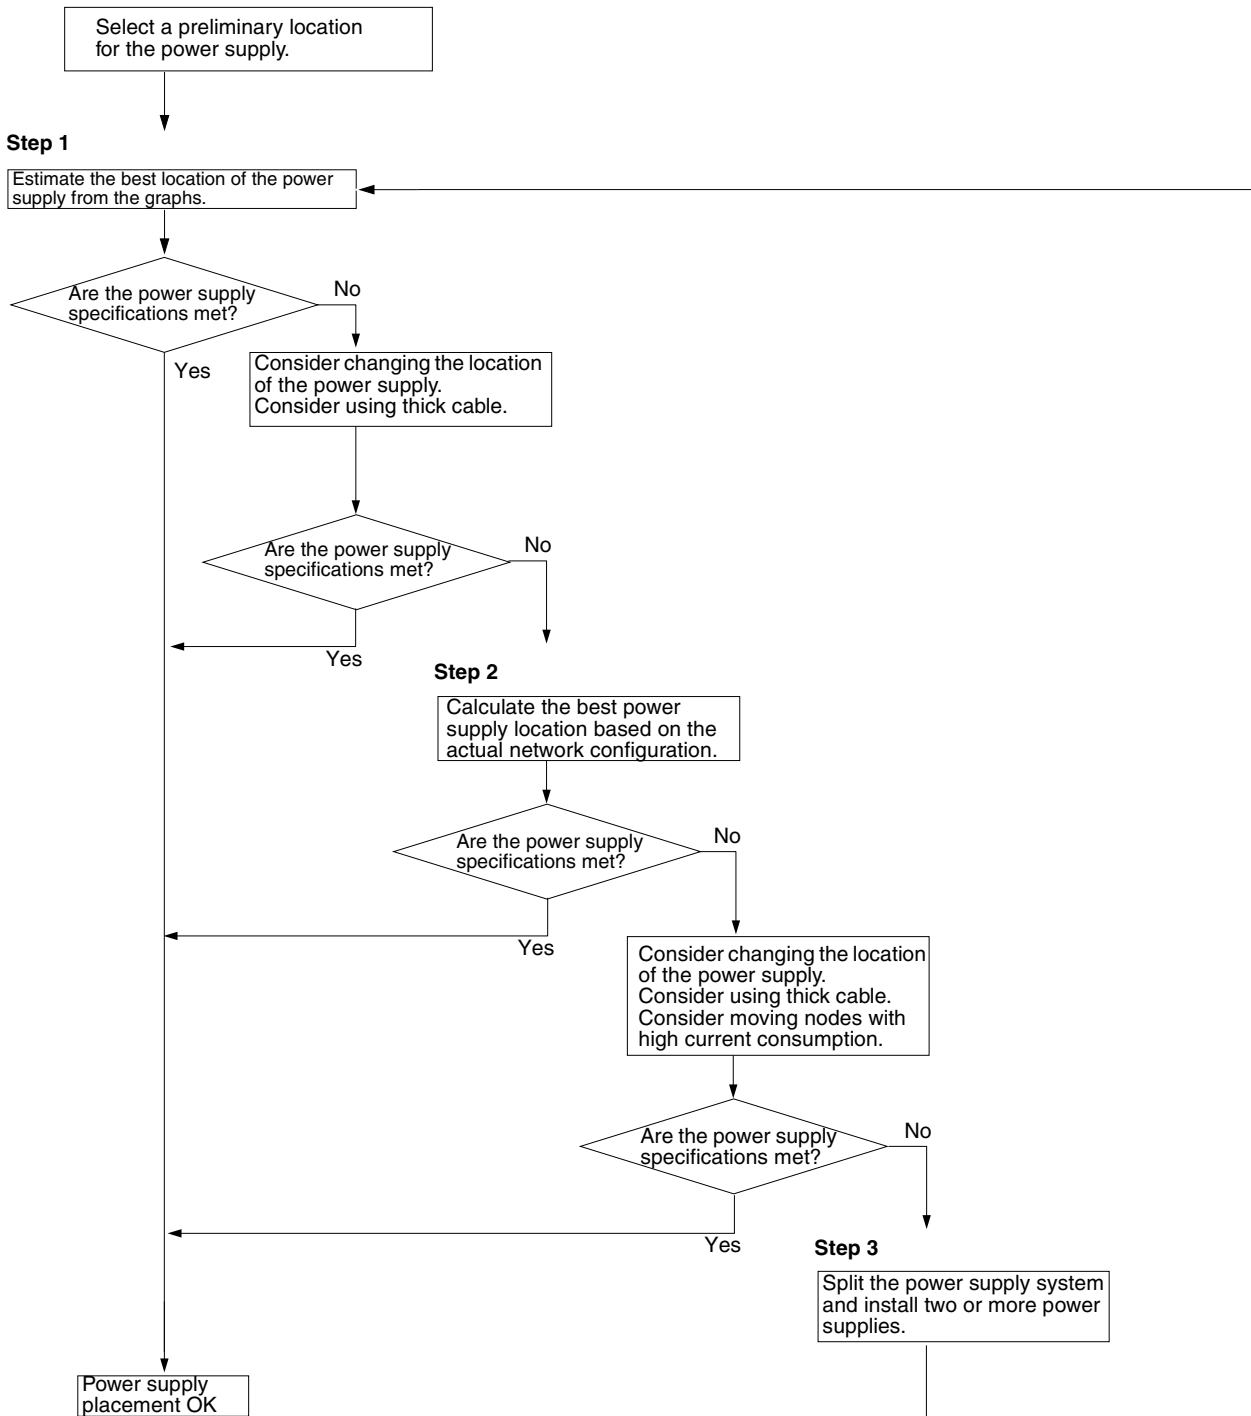 Select a preliminary location
for the power supply.
Step 1
Estimate the best location of the power
supply from the graphs.
Are the power supply
specifications met?
No
Yes
Consider changing the location
of the power supply.
Consider using thick cable.
Are the power supply
specifications met?
No
Yes
Step 2
Calculate the best power
supply location based on the
actual network configuration.
Are the power supply
specifications met?
No
Yes
Consider changing the location
of the power supply.
Consider using thick cable.
Consider moving nodes with
high current consumption.
Are the power supply
specifications met?
No
Yes
Step 3
Split the power supply system
and install two or more power
supplies.
Power supply
placement OK